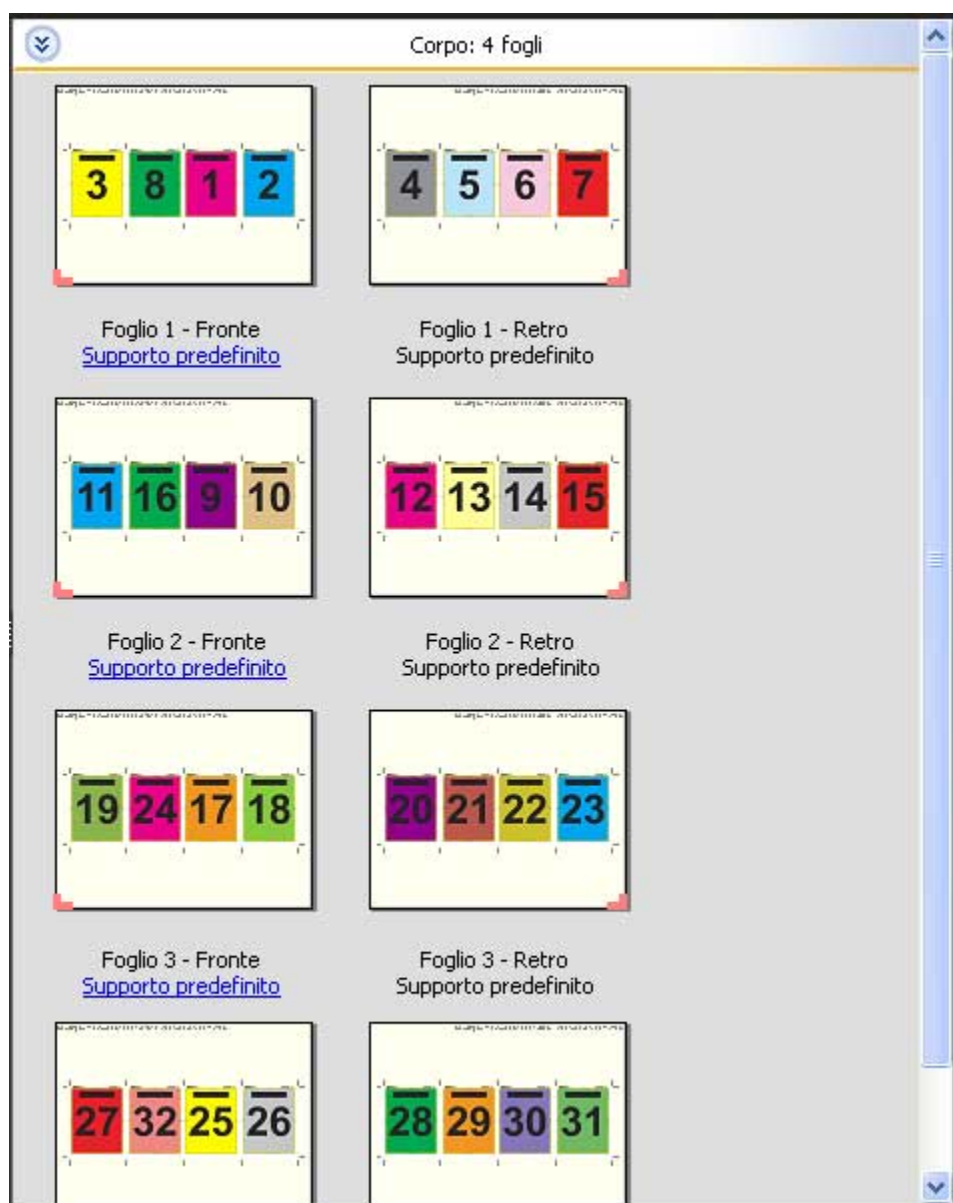 Corpo: 4 fogli
3 8 1 2
4 5 6 7
Foglio 1 - Fronte
Supporto predefinito
Foglio 1 - Retro
Supporto predefinito
11 16 9 10
12 13 14 15
Foglio 2 - Fronte
Supporto predefinito
Foglio 2 - Retro
Supporto predefinito
19 24 17 18
20 21 22 23
Foglio 3 - Fronte
Supporto predefinito
Foglio 3 - Retro
Supporto predefinito
27 32 25 26
28 29 30 31